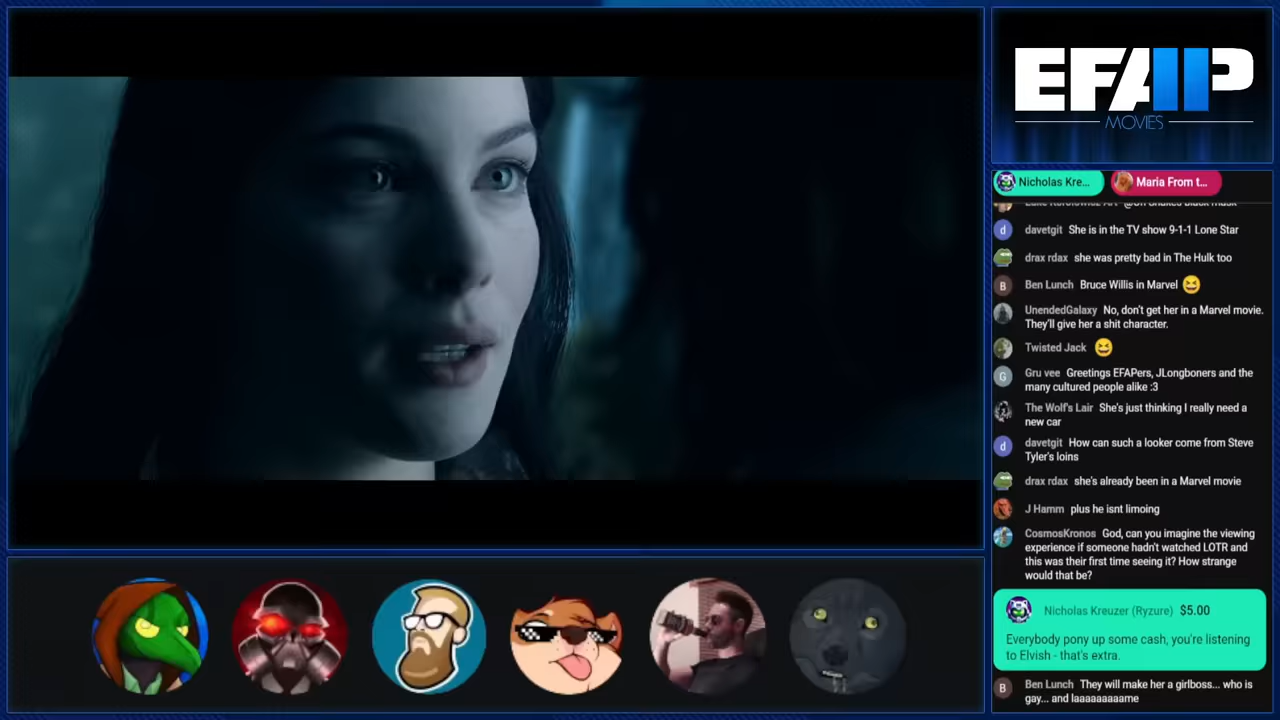 EFAP
MOVIES
Nicholas Kre...
Maria From t...
davetgit She is in the TV show 9-1-1 Lone Star
drax rdax she was pretty bad in The Hulk too
B
Ben Lunch Bruce Willis in Marvel
UnendedGalaxy No, don't get her in a Marvel movie.
They'll give her a shit character.
Twisted Jack
G
Gru vee Greetings EFAPers, JLongboners and the
many cultured people alike :3
The Wolf's Lair She's just thinking I really need a
new car
d
davetgit How can such a looker come from Steve
Tyler's loins
drax rdax she's already been in a Marvel movie
J Hamm plus he isnt limoing
CosmosKronos God, can you imagine the viewing
experience if someone hadn't watched LOTR and
this was their first time seeing it? How strange
would that be?
Nicholas Kreuzer (Ryzure) $5.00
Everybody pony up some cash, you're listening
to Elvish - that's extra.
B
Ben Lunch They will make her a girlboss... who is
gay... and laaaaaaaaame